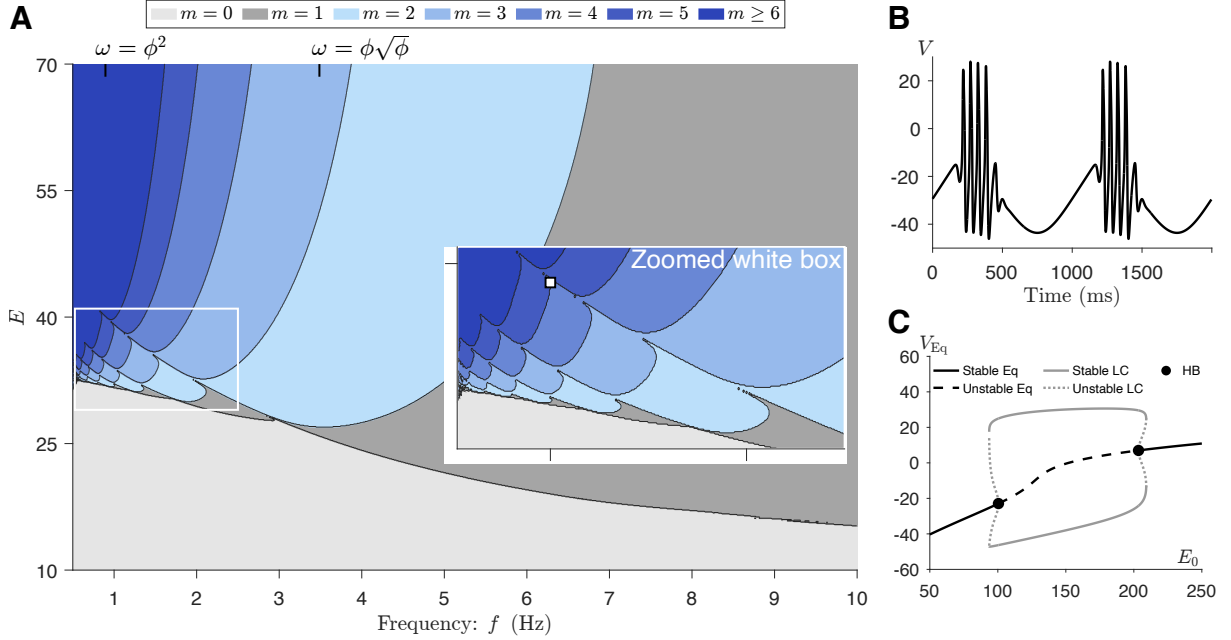 A
m = 0 m = 1 m = 2 m = 3 m = 4 m = 5 m ≥ 6
ω = ϕ² ω = ϕ√ϕ
70
55
40
25
10
E
Zoomed white box
1 2 3 4 5 6 7 8 9 10
Frequency: f (Hz)
B
V
20
0
-20
-40
0 500 1000 1500
Time (ms)
C
V_Eq
60
40
20
0
-20
-40
-60
Stable Eq Stable LC HB
Unstable Eq Unstable LC
E₀
50 100 150 200 250